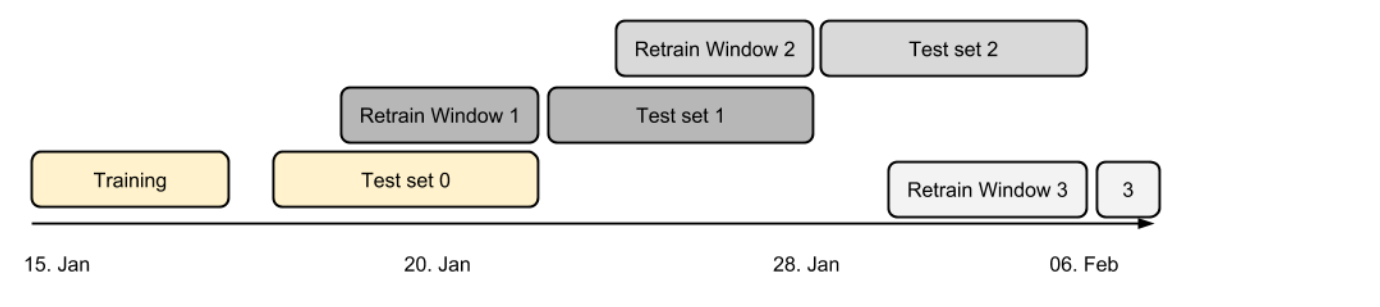 Retrain Window 2
Test set 2
Retrain Window 1
Test set 1
Training
Test set 0
Retrain Window 3
3
15. Jan
20. Jan
28. Jan
06. Feb